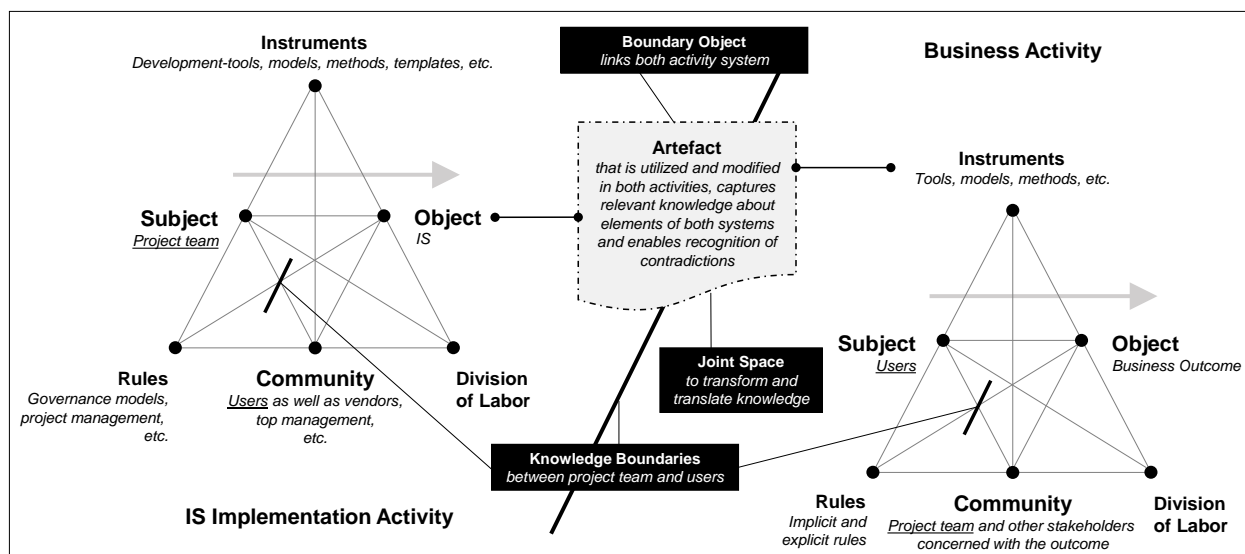 Instruments
Development-tools, models, methods, templates, etc.
Subject
Project team
Object
IS
Rules
Governance models,
project management,
etc.
Community
Users as well as vendors,
top management,
etc.
Division
of Labor
IS Implementation Activity
Boundary Object
links both activity system
Artefact
that is utilized and modified
in both activities, captures
relevant knowledge about
elements of both systems
and enables recognition of
contradictions
Joint Space
to transform and
translate knowledge
Knowledge Boundaries
between project team and users
Business Activity
Instruments
Tools, models, methods, etc.
Subject
Users
Object
Business Outcome
Rules
Implicit and
explicit rules
Community
Project team and other stakeholders
concerned with the outcome
Division
of Labor